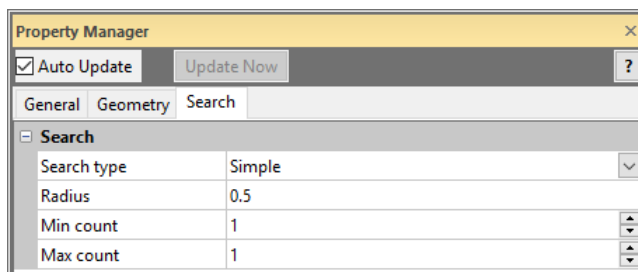 Property Manager
Auto Update Update Now ?
General Geometry Search
Search
Search type Simple
Radius 0.5
Min count 1
Max count 1